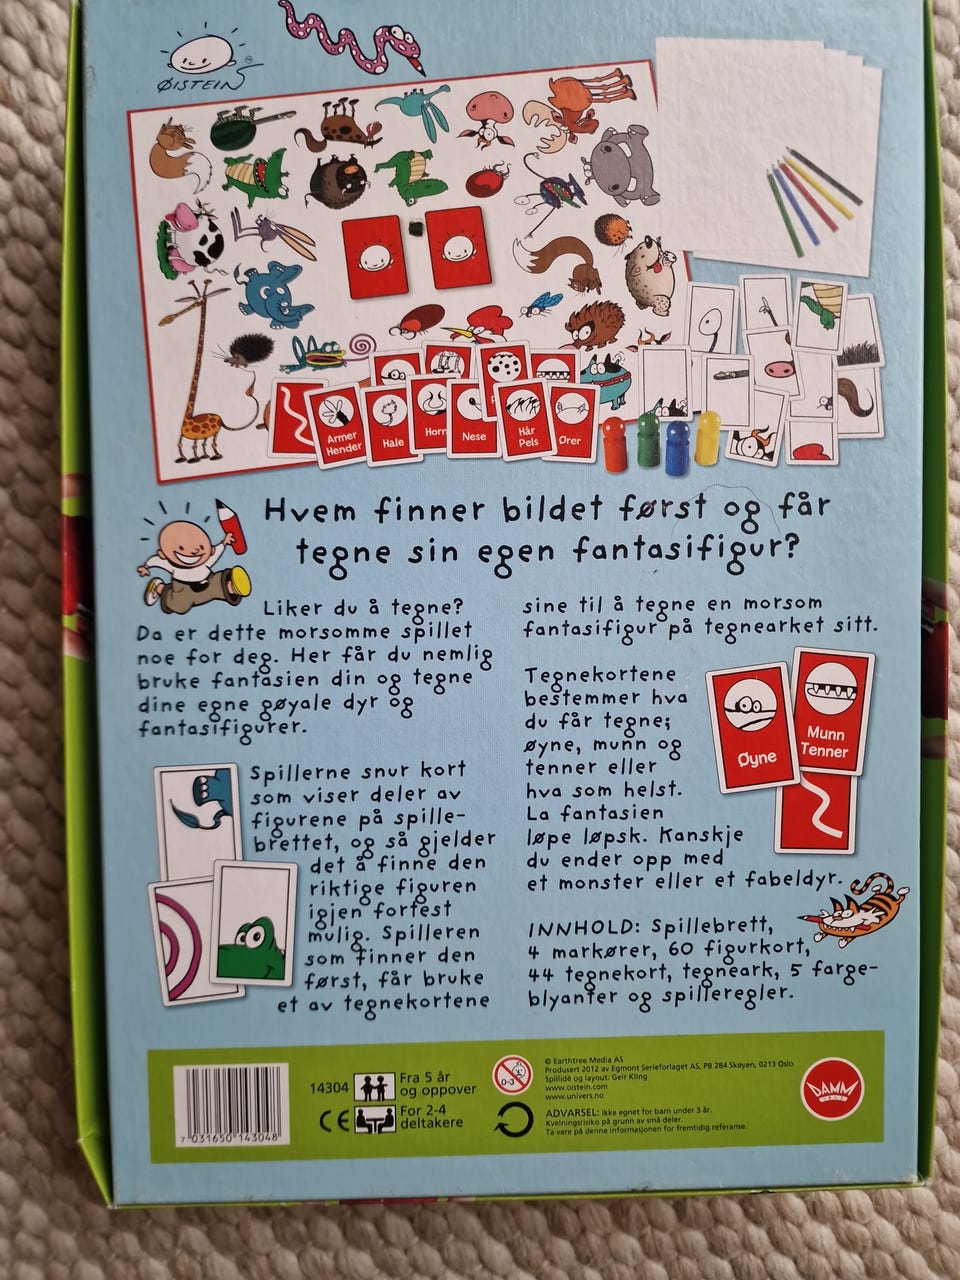 ØISTEIN
Armer
Hender
Hale
Horn
Nese
Hår
Pels
Ører
Hvem finner bildet først og får
tegne sin egen fantasifigur?
Liker du å tegne?
Da er dette morsomme spillet
noe for deg. Her får du nemlig
bruke fantasien din og tegne
dine egne gøyale dyr og
fantasifigurer.
Spillerne snur kort
som viser deler av
figurene på spille-
brettet, og så gjelder
det å finne den
riktige figuren
igjen fortest
mulig. Spilleren
som finner den
først, får bruke
et av tegnekortene
sine til å tegne en morsom
fantasifigur på tegnearket sitt.
Tegnekortene
bestemmer hva
du får tegne;
øyne, munn og
tenner eller
hva som helst.
La fantasien
løpe løpsk. Kanskje
du ender opp med
et monster eller et fabeldyr.
Øyne
Munn
Tenner
INNHOLD: Spillebrett,
4 markører, 60 figurkort,
44 tegnekort, tegneark, 5 farge-
blyanter og spilleregler.
7 031650 143048
14304
Fra 5 år
og oppover
CE
For 2-4
deltakere
0-3
© Earthtree Media AS
Produsert 2012 av Egmont Serieforlaget AS, PB 284 Skøyen, 0213 Oslo
Spillidé og layout: Geir Kling
www.oistein.com
www.univers.no
ADVARSEL: Ikke egnet for barn under 3 år.
Kvelningsrisiko på grunn av små deler.
Ta vare på denne informasjonen for fremtidig referanse.
DAMM